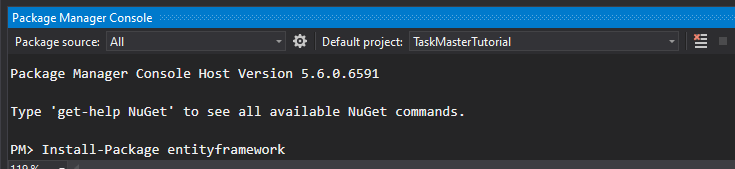 Package Manager Console
Package source: All Default project: TaskMasterTutorial
Package Manager Console Host Version 5.6.0.6591
Type 'get-help NuGet' to see all available NuGet commands.
PM> Install-Package entityframework
119 %